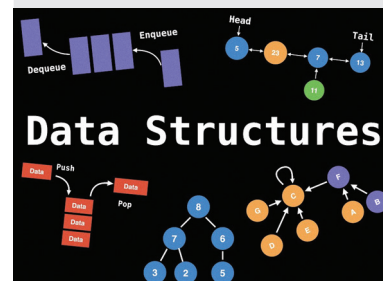 Head
Enqueue
Tail
5
23
7
13
Dequeue
11
Data Structures
Push
Data
Data
Pop
Data
Data
Data
8
7
6
3
2
5
C
F
G
A
B
D
E